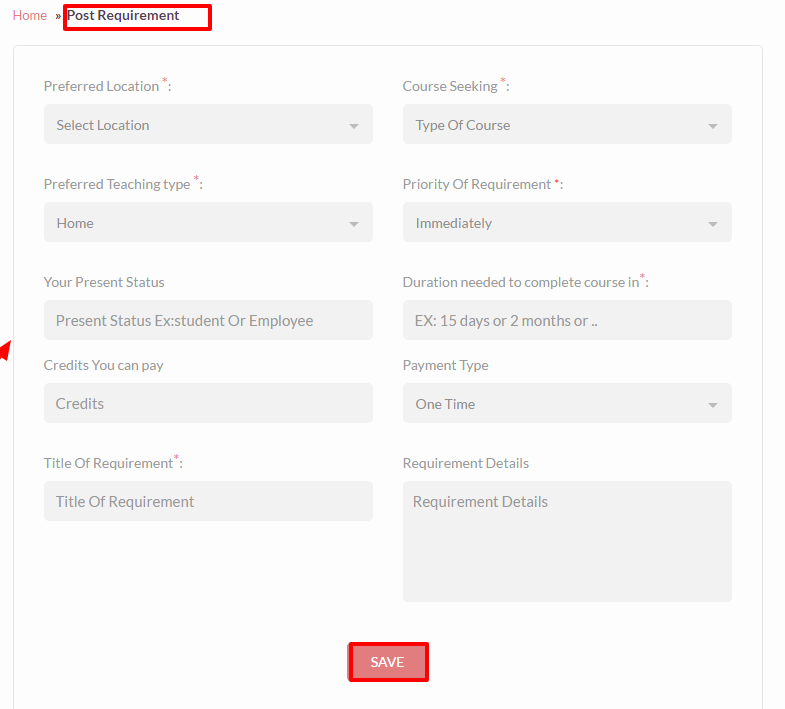 Home » Post Requirement
Preferred Location *:
Course Seeking *:
Select Location
Type Of Course
Preferred Teaching type *:
Priority Of Requirement *:
Home
Immediately
Your Present Status
Duration needed to complete course in*:
Present Status Ex:student Or Employee
EX: 15 days or 2 months or ..
Credits You can pay
Payment Type
Credits
One Time
Title Of Requirement*:
Requirement Details
Title Of Requirement
Requirement Details
SAVE